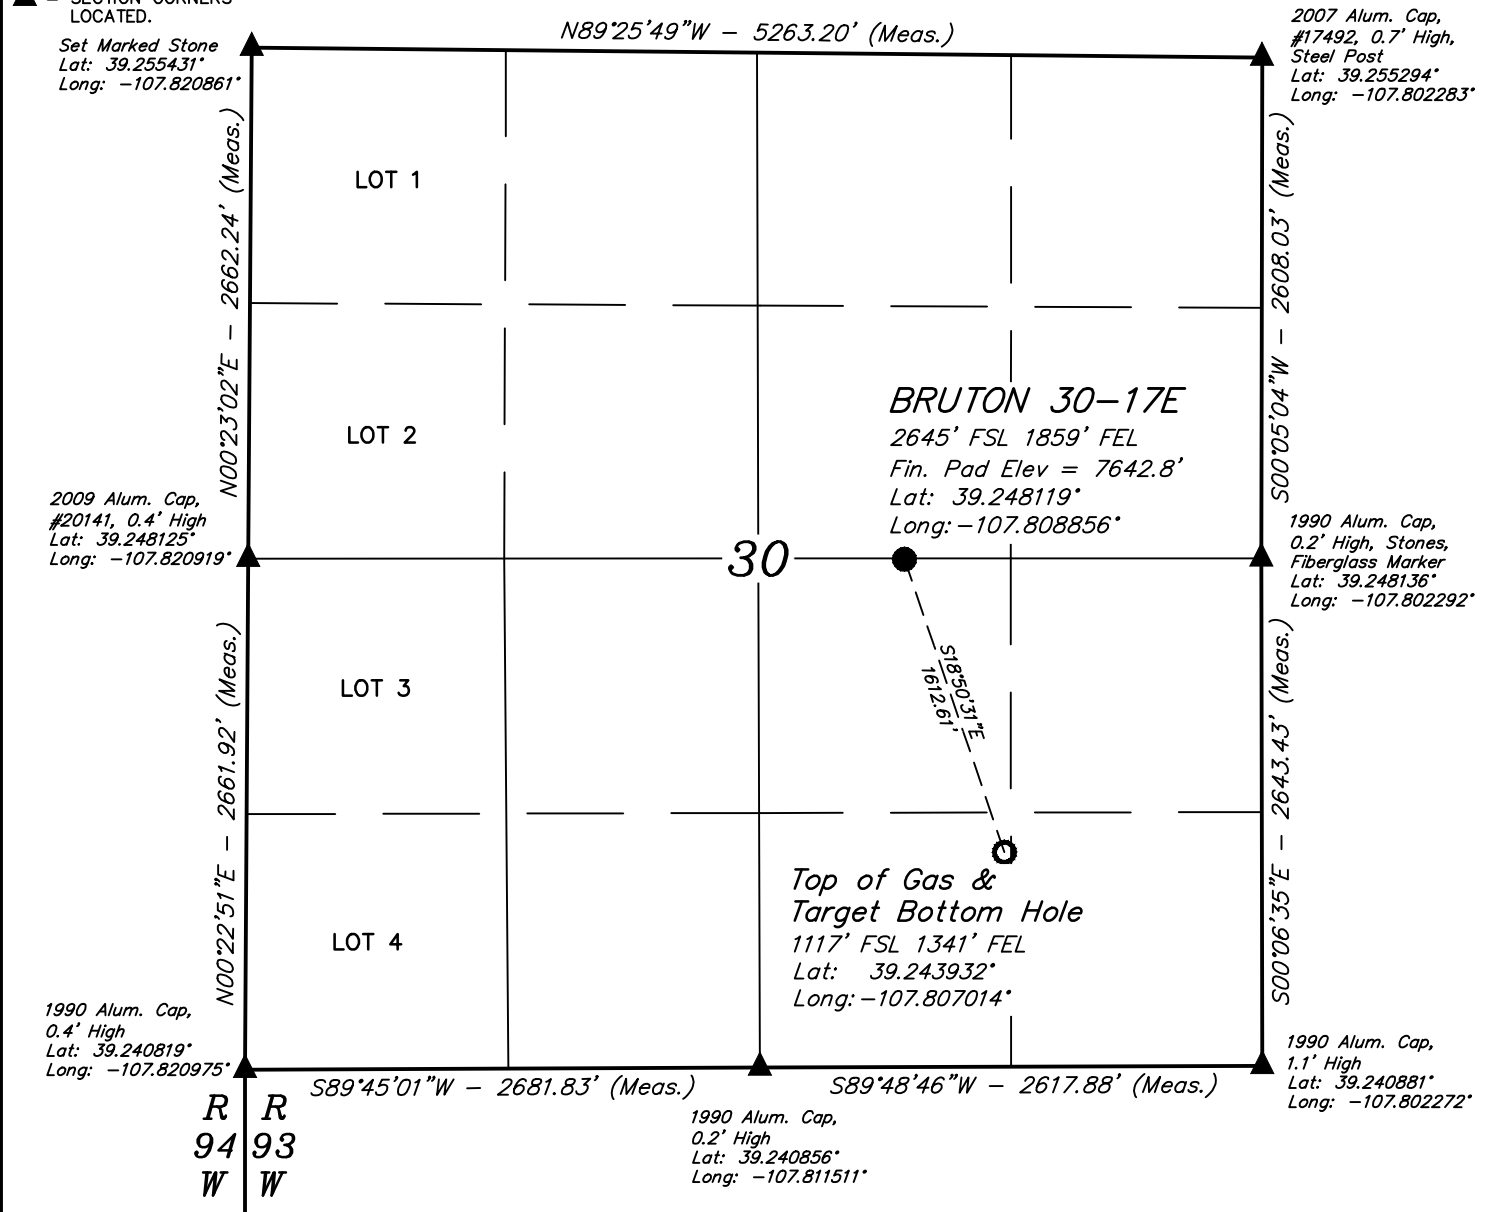 ▲ = SECTION CORNERS
LOCATED.
Set Marked Stone
Lat: 39.255431°
Long: -107.820861°
N89°25'49"W - 5263.20' (Meas.)
2007 Alum. Cap,
#17492, 0.7' High,
Steel Post
Lat: 39.255294°
Long: -107.802283°
N00°23'02"E - 2662.24' (Meas.)
LOT 1
S00°05'04"W - 2608.03' (Meas.)
LOT 2
BRUTON 30-17E
2645' FSL 1859' FEL
Fin. Pad Elev = 7642.8'
Lat: 39.248119°
Long: -107.808856°
2009 Alum. Cap,
#20141, 0.4' High
Lat: 39.248125°
Long: -107.820919°
30
1990 Alum. Cap,
0.2' High, Stones,
Fiberglass Marker
Lat: 39.248136°
Long: -107.802292°
N00°22'51"E - 2661.92' (Meas.)
LOT 3
S18°50'31"E
1612.61'
S00°06'35"E - 2643.43' (Meas.)
LOT 4
Top of Gas &
Target Bottom Hole
1117' FSL 1341' FEL
Lat: 39.243932°
Long: -107.807014°
1990 Alum. Cap,
0.4' High
Lat: 39.240819°
Long: -107.820975°
S89°45'01"W - 2681.83' (Meas.)
S89°48'46"W - 2617.88' (Meas.)
1990 Alum. Cap,
1.1' High
Lat: 39.240881°
Long: -107.802272°
1990 Alum. Cap,
0.2' High
Lat: 39.240856°
Long: -107.811511°
R R
94 93
W W